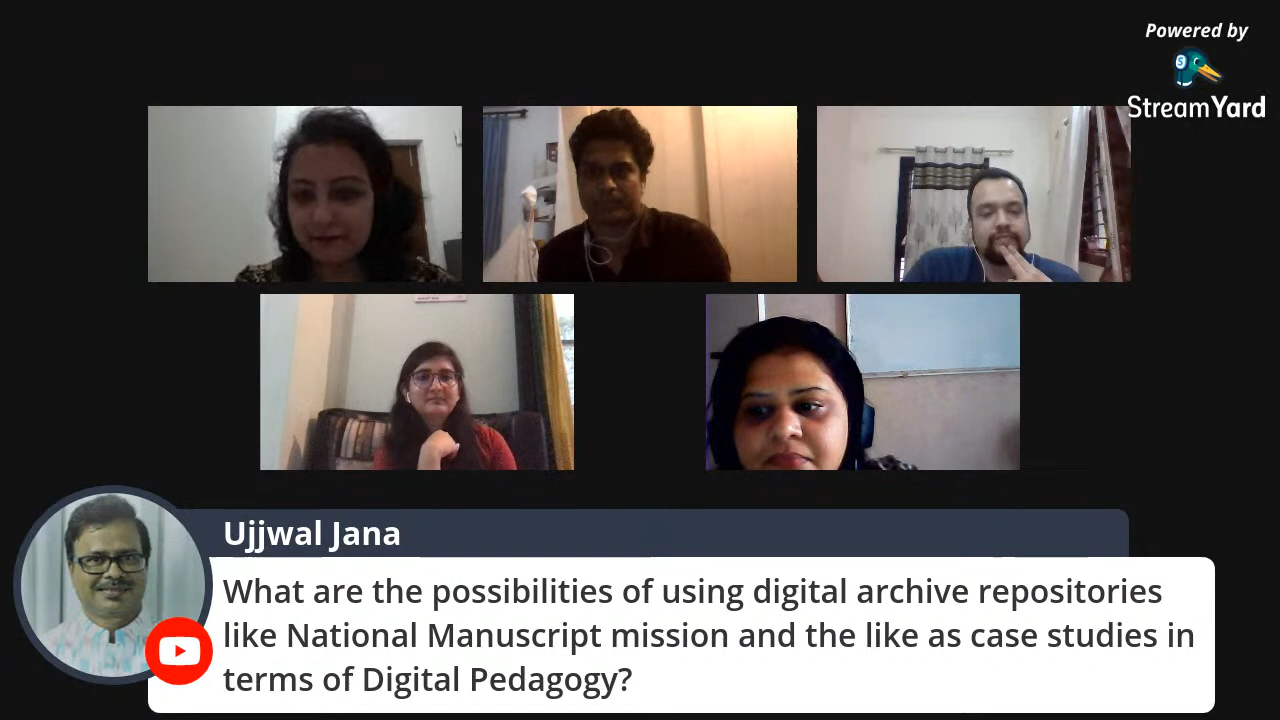 Powered by
StreamYard
Ujjwal Jana
What are the possibilities of using digital archive repositories
like National Manuscript mission and the like as case studies in
terms of Digital Pedagogy?